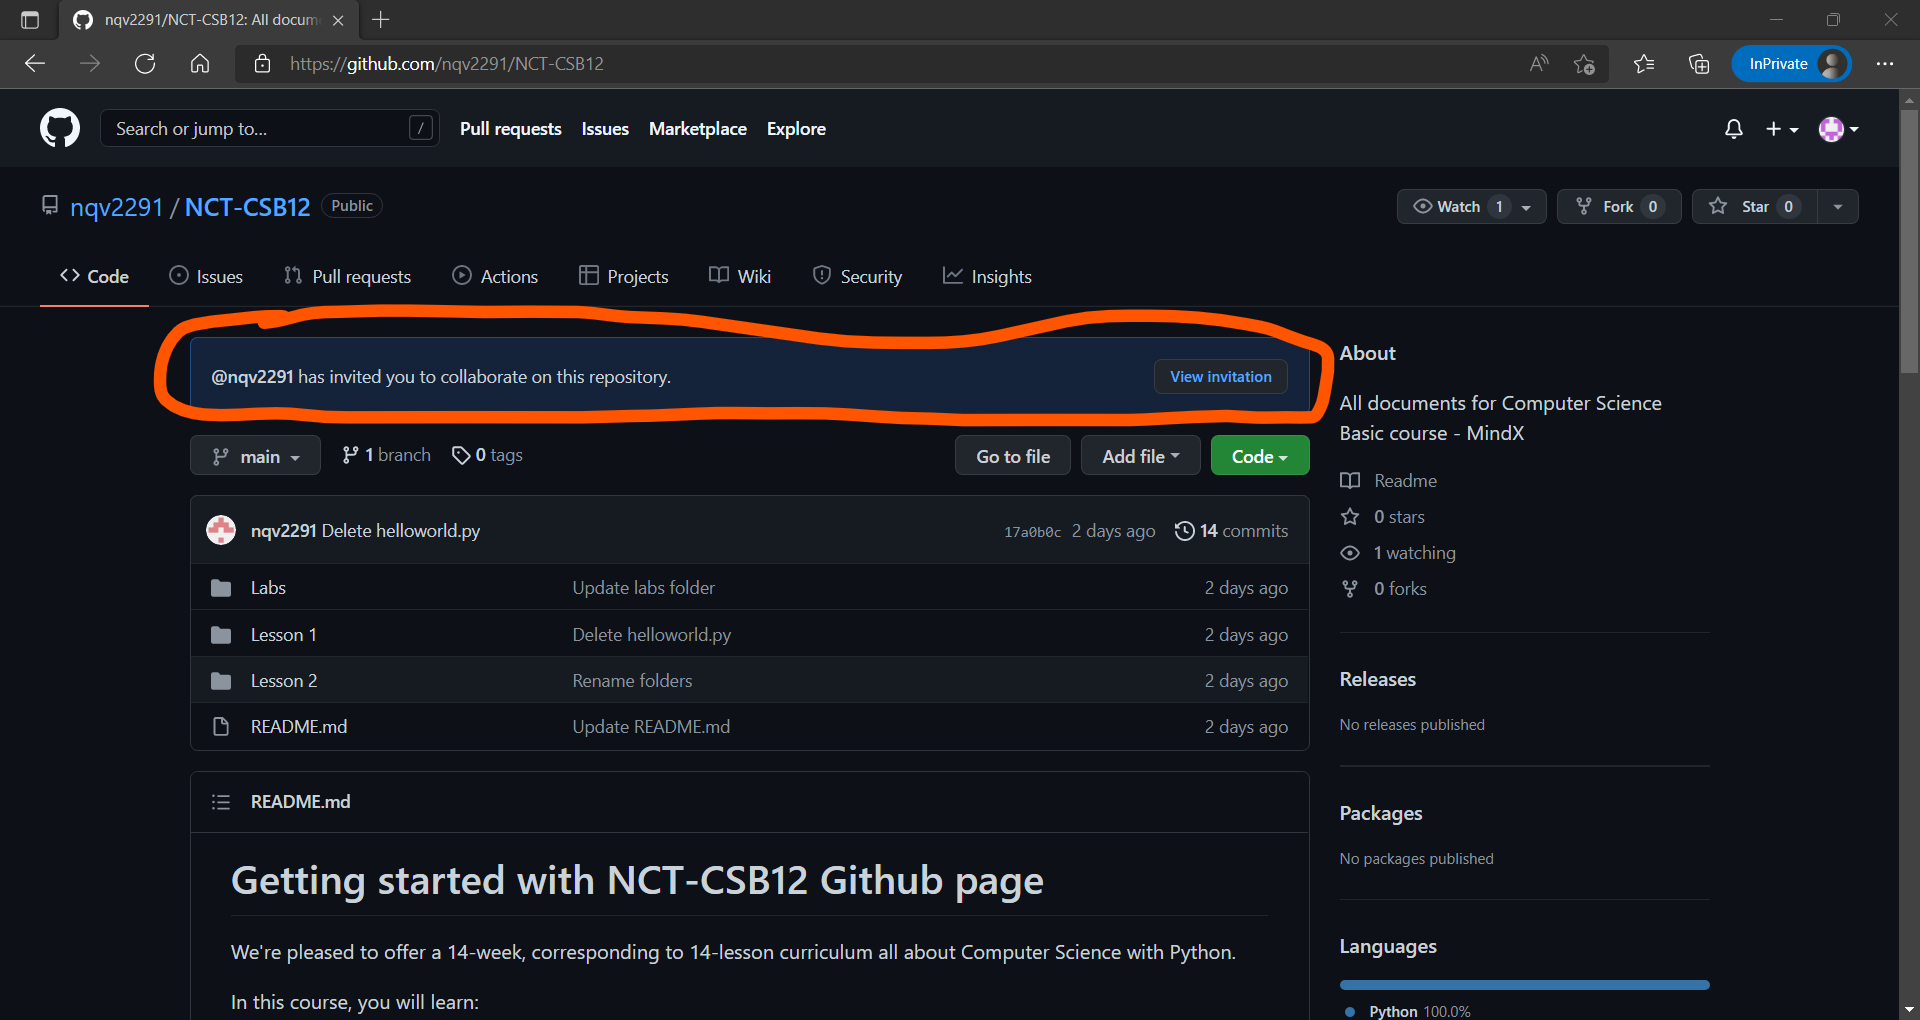 nqv2291/NCT-CSB12: All docum
https://github.com/nqv2291/NCT-CSB12
InPrivate
Search or jump to... /
Pull requests Issues Marketplace Explore
nqv2291 / NCT-CSB12 Public
Watch 1 Fork 0 Star 0
Code Issues Pull requests Actions Projects Wiki Security Insights
@nqv2291 has invited you to collaborate on this repository. View invitation
main 1 branch 0 tags Go to file Add file Code
nqv2291 Delete helloworld.py 17a0b0c 2 days ago 14 commits
Labs Update labs folder 2 days ago
Lesson 1 Delete helloworld.py 2 days ago
Lesson 2 Rename folders 2 days ago
README.md Update README.md 2 days ago
README.md
Getting started with NCT-CSB12 Github page
We're pleased to offer a 14-week, corresponding to 14-lesson curriculum all about Computer Science with Python.
In this course, you will learn:
About
All documents for Computer Science
Basic course - MindX
Readme
0 stars
1 watching
0 forks
Releases
No releases published
Packages
No packages published
Languages
Python 100.0%